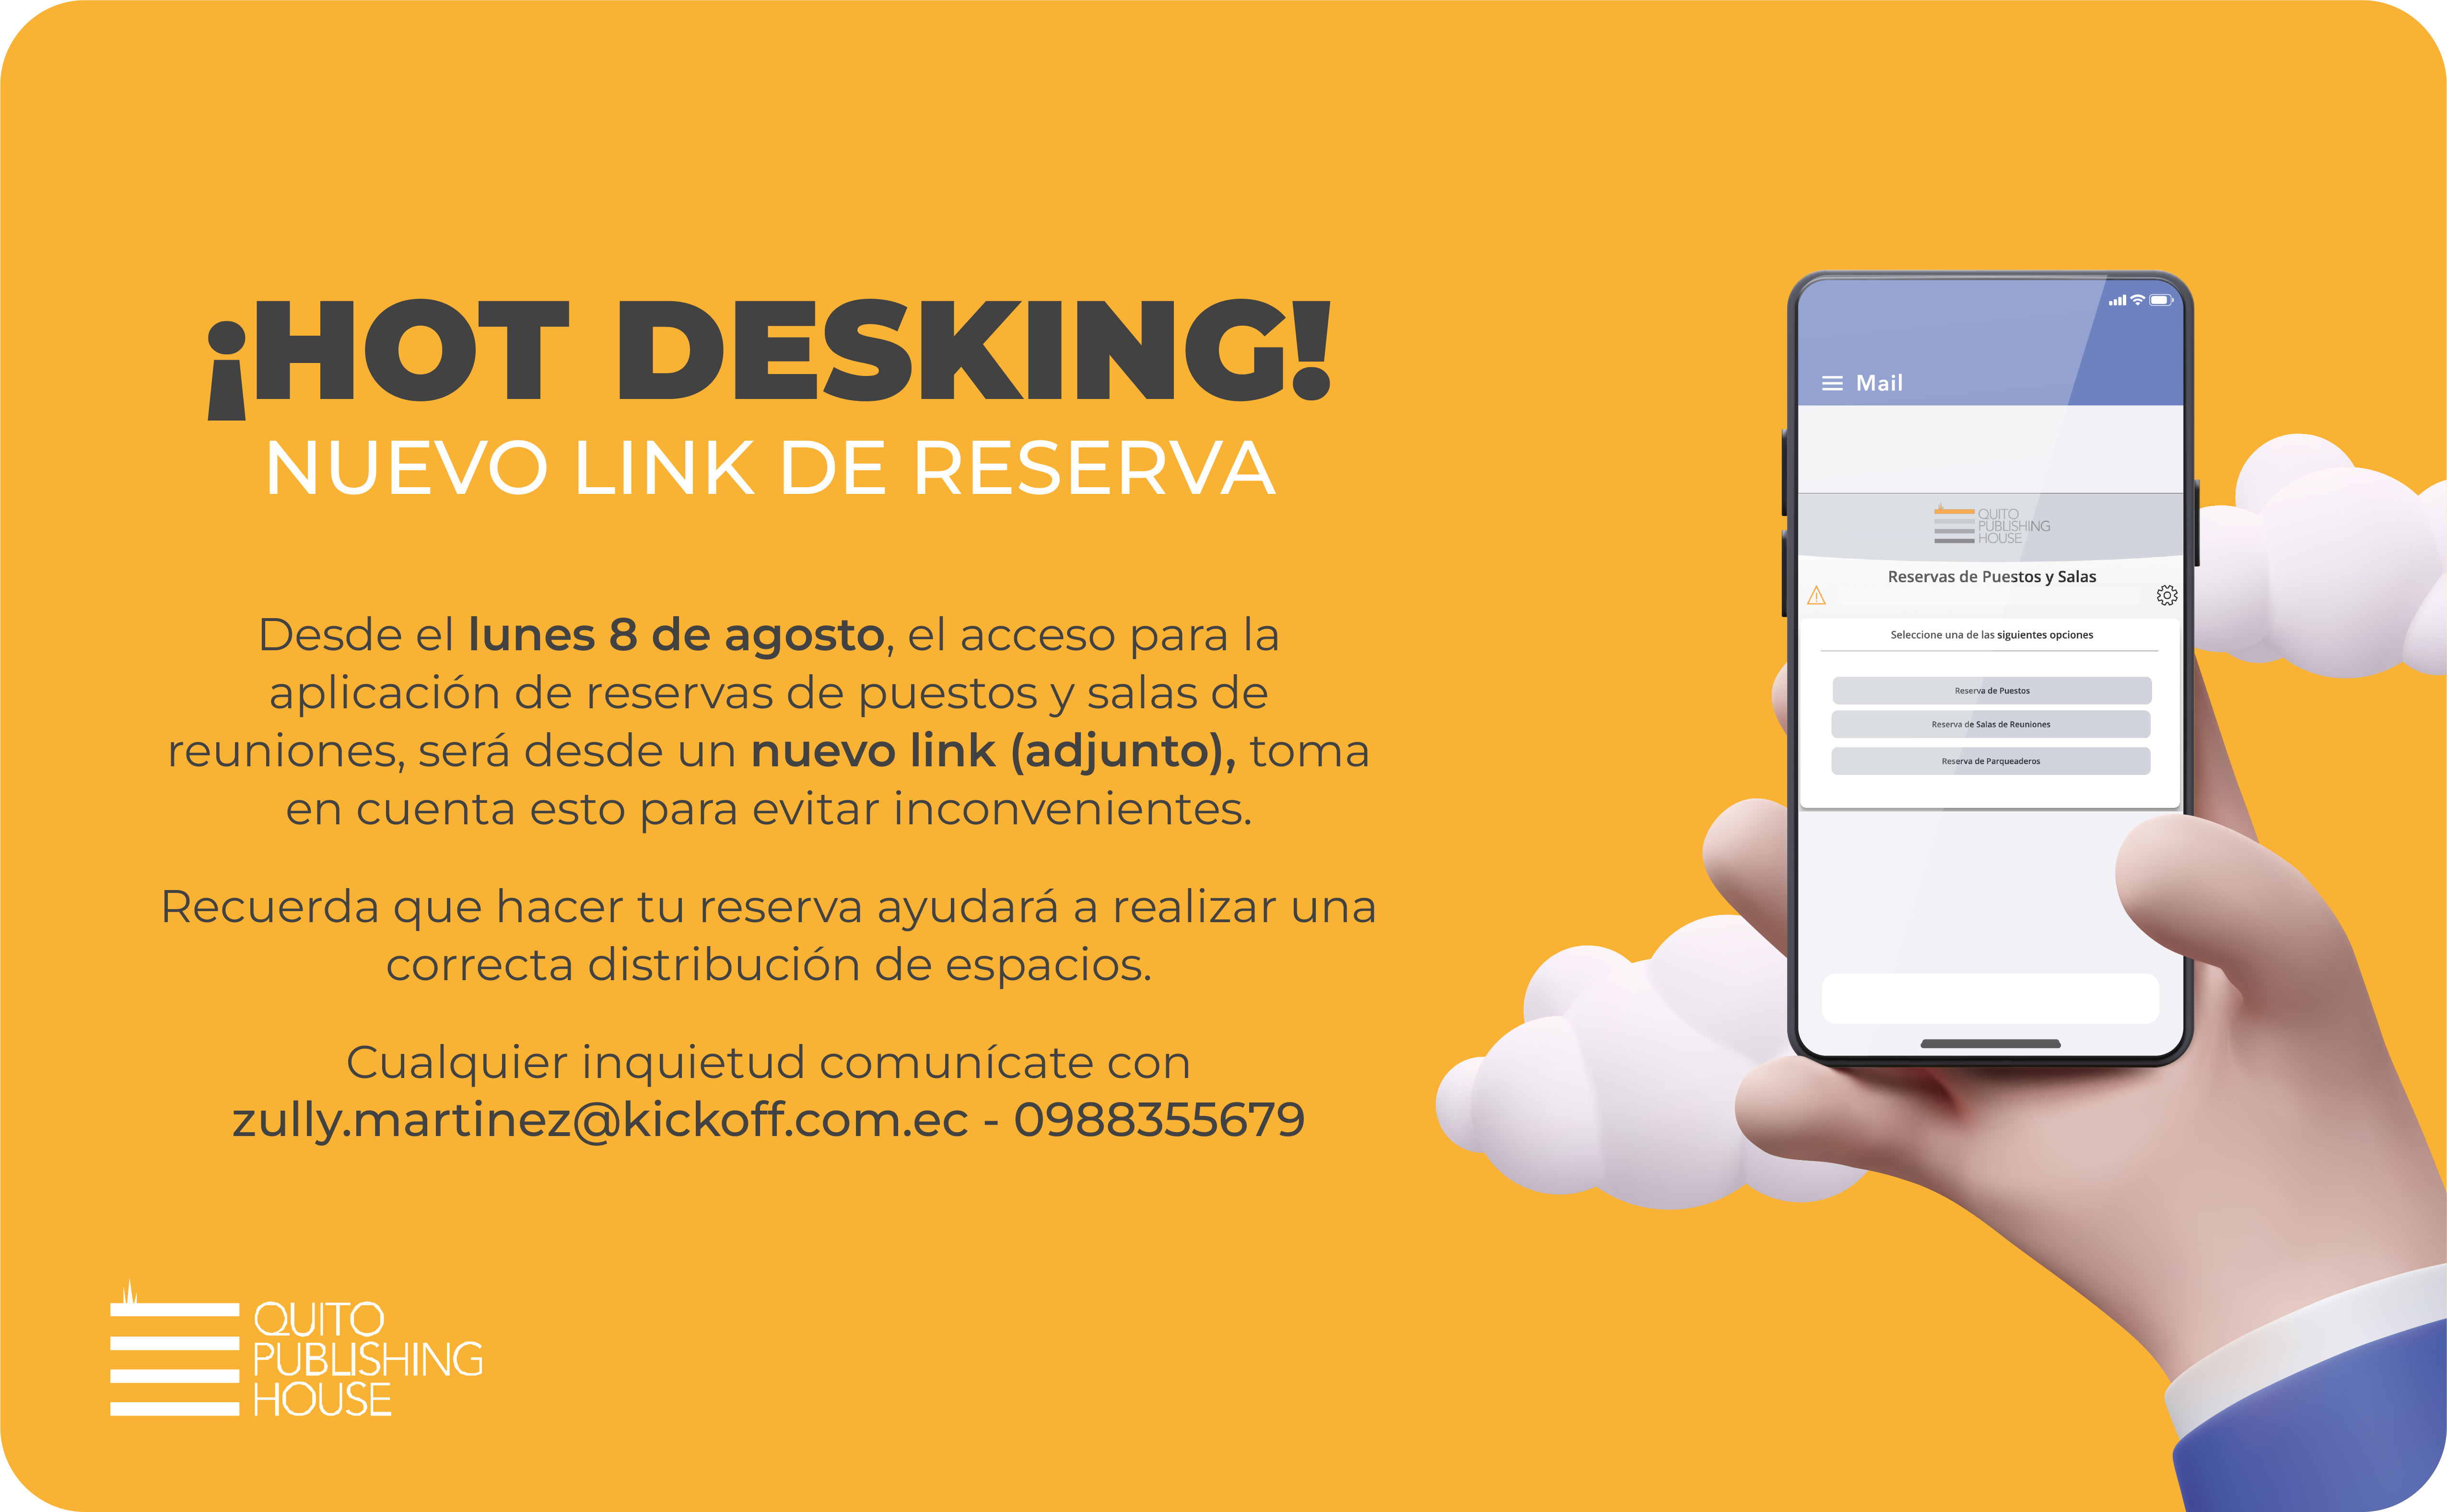 ¡HOT DESKING!
NUEVO LINK DE RESERVA
Desde el lunes 8 de agosto, el acceso para la
aplicación de reservas de puestos y salas de
reuniones, será desde un nuevo link (adjunto), toma
en cuenta esto para evitar inconvenientes.
Recuerda que hacer tu reserva ayudará a realizar una
correcta distribución de espacios.
Cualquier inquietud comunícate con
zully.martinez@kickoff.com.ec - 0988355679
QUITO
PUBLISHING
HOUSE
Mail
QUITO
PUBLISHING
HOUSE
Reservas de Puestos y Salas
Seleccione una de las siguientes opciones
Reserva de Puestos
Reserva de Salas de Reuniones
Reserva de Parqueaderos